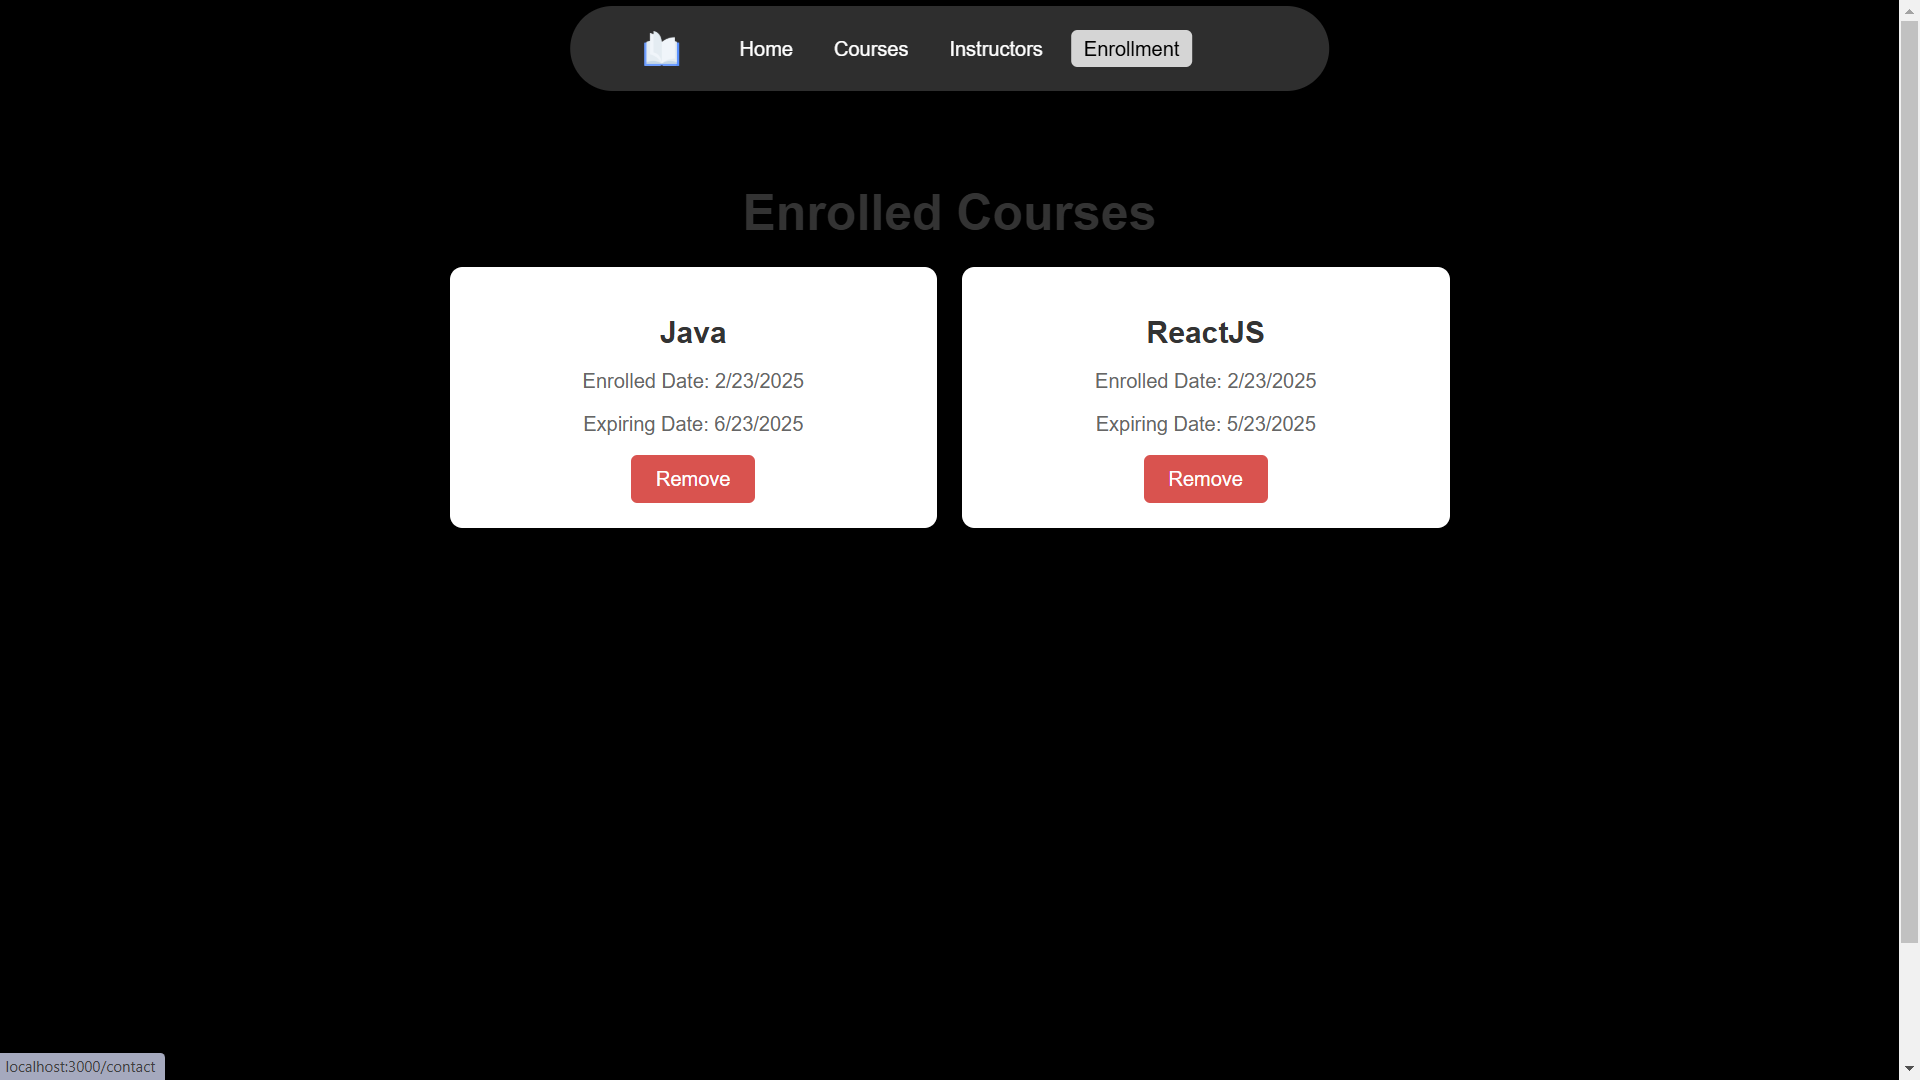 Home Courses Instructors Enrollment
Enrolled Courses
Java
Enrolled Date: 2/23/2025
Expiring Date: 6/23/2025
Remove
ReactJS
Enrolled Date: 2/23/2025
Expiring Date: 5/23/2025
Remove
localhost:3000/contact